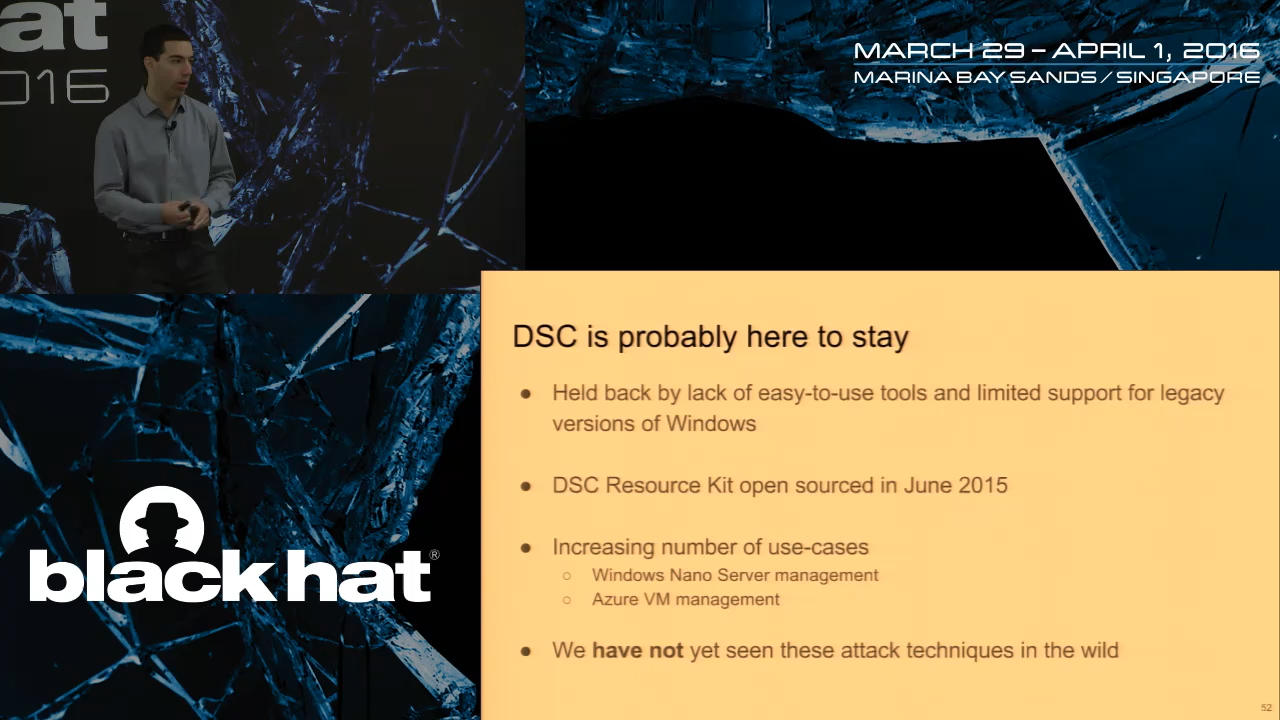 at
016
MARCH 29 – APRIL 1, 2016
MARINA BAY SANDS / SINGAPORE
DSC is probably here to stay
● Held back by lack of easy-to-use tools and limited support for legacy
versions of Windows
● DSC Resource Kit open sourced in June 2015
● Increasing number of use-cases
○ Windows Nano Server management
○ Azure VM management
● We have not yet seen these attack techniques in the wild
52
black hat®